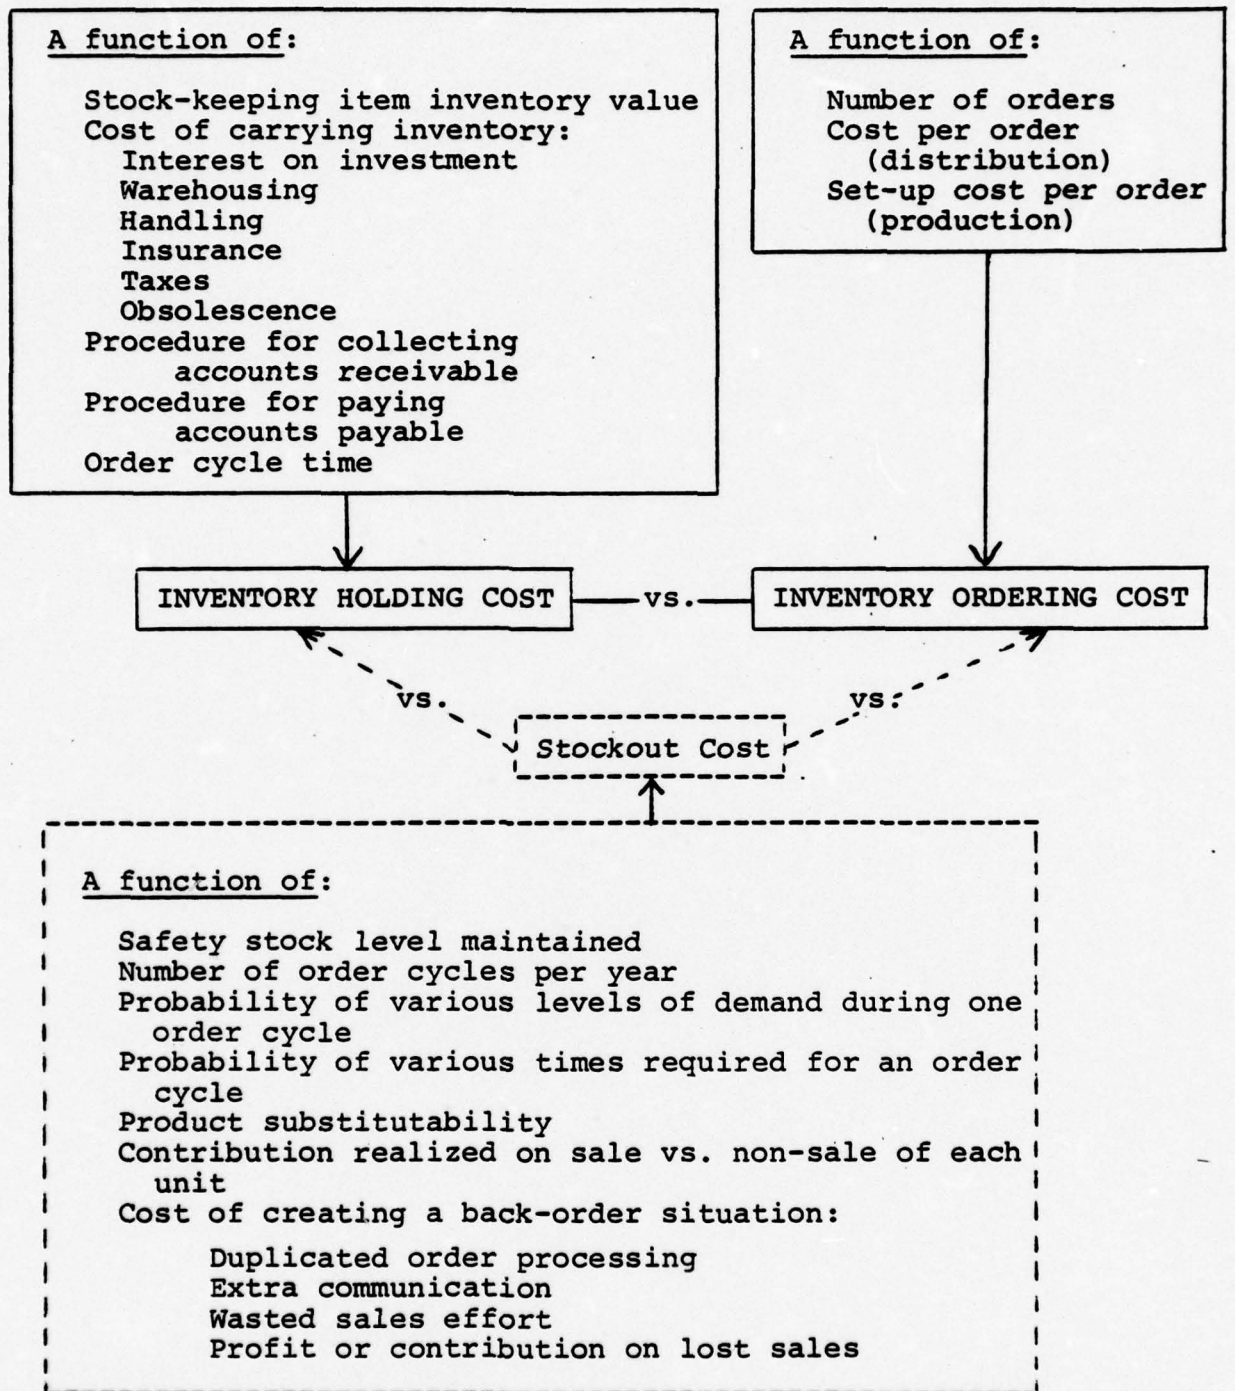 A function of:
Stock-keeping item inventory value
Cost of carrying inventory:
Interest on investment
Warehousing
Handling
Insurance
Taxes
Obsolescence
Procedure for collecting
accounts receivable
Procedure for paying
accounts payable
Order cycle time
A function of:
Number of orders
Cost per order
(distribution)
Set-up cost per order
(production)
INVENTORY HOLDING COST
vs.
INVENTORY ORDERING COST
vs.
vs.
Stockout Cost
A function of:
Safety stock level maintained
Number of order cycles per year
Probability of various levels of demand during one
order cycle
Probability of various times required for an order
cycle
Product substitutability
Contribution realized on sale vs. non-sale of each
unit
Cost of creating a back-order situation:
Duplicated order processing
Extra communication
Wasted sales effort
Profit or contribution on lost sales